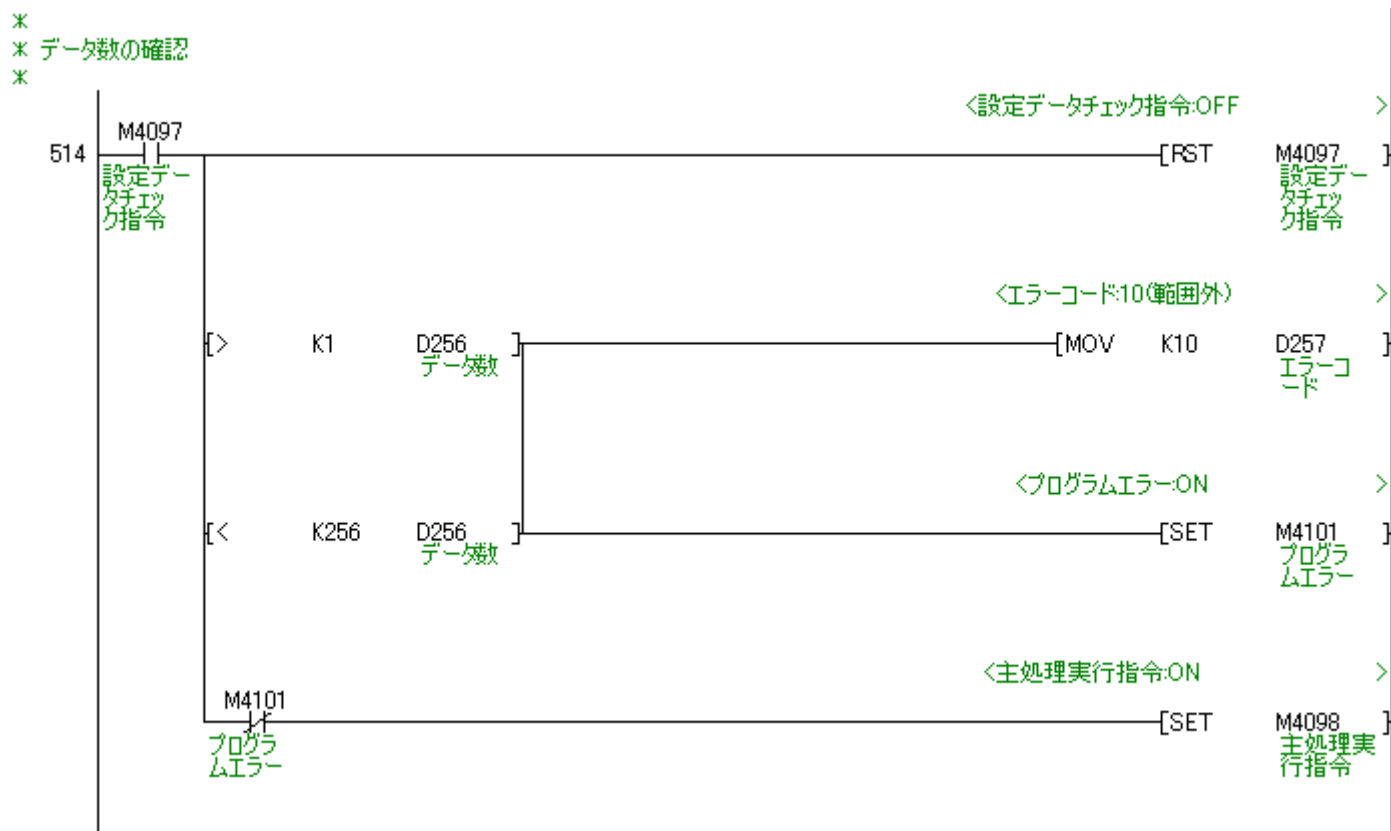 *
* データ数の確認
*
<設定データチェック指令:OFF >
M4097
514
[RST M4097 ]
設定デー
タチェッ
ク指令
設定デー
タチェッ
ク指令
<エラーコード:10(範囲外) >
[> K1 D256 ]
データ数
[MOV K10 D257 ]
エラーコ
ード
<プログラムエラー:ON >
[< K256 D256 ]
データ数
[SET M4101 ]
プログラ
ムエラー
<主処理実行指令:ON >
M4101
プログラ
ムエラー
[SET M4098 ]
主処理実
行指令